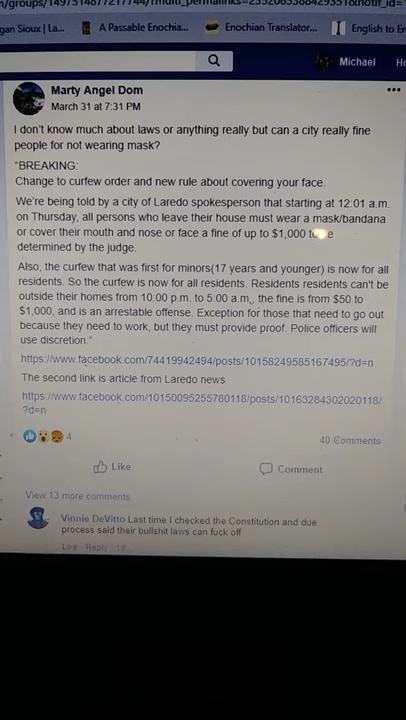 n/groups/1497514877217744/?multi_permalinks=
gan Sioux | La...
A Passable Enochia...
Enochian Translator...
English to En
Michael
Ho
Marty Angel Dom
March 31 at 7:31 PM
I don't know much about laws or anything really but can a city really fine
people for not wearing mask?
"BREAKING:
Change to curfew order and new rule about covering your face.
We're being told by a city of Laredo spokesperson that starting at 12:01 a.m.
on Thursday, all persons who leave their house must wear a mask/bandana
or cover their mouth and nose or face a fine of up to $1,000 to e
determined by the judge.
Also, the curfew that was first for minors(17 years and younger) is now for all
residents. So the curfew is now for all residents. Residents residents can't be
outside their homes from 10:00 p.m. to 5:00 a.m., the fine is from $50 to
$1,000, and is an arrestable offense. Exception for those that need to go out
because they need to work, but they must provide proof. Police officers will
use discretion."
https://www.facebook.com/74419942494/posts/10158249585167495/?d=n
The second link is article from Laredo news
https://www.facebook.com/10150095255780118/posts/10163284302020118/
?d=n
4
40 Comments
Like
Comment
View 13 more comments
Vinnie DeVitto Last time I checked the Constitution and due
process said their bullshit laws can fuck off
Like Reply 1d